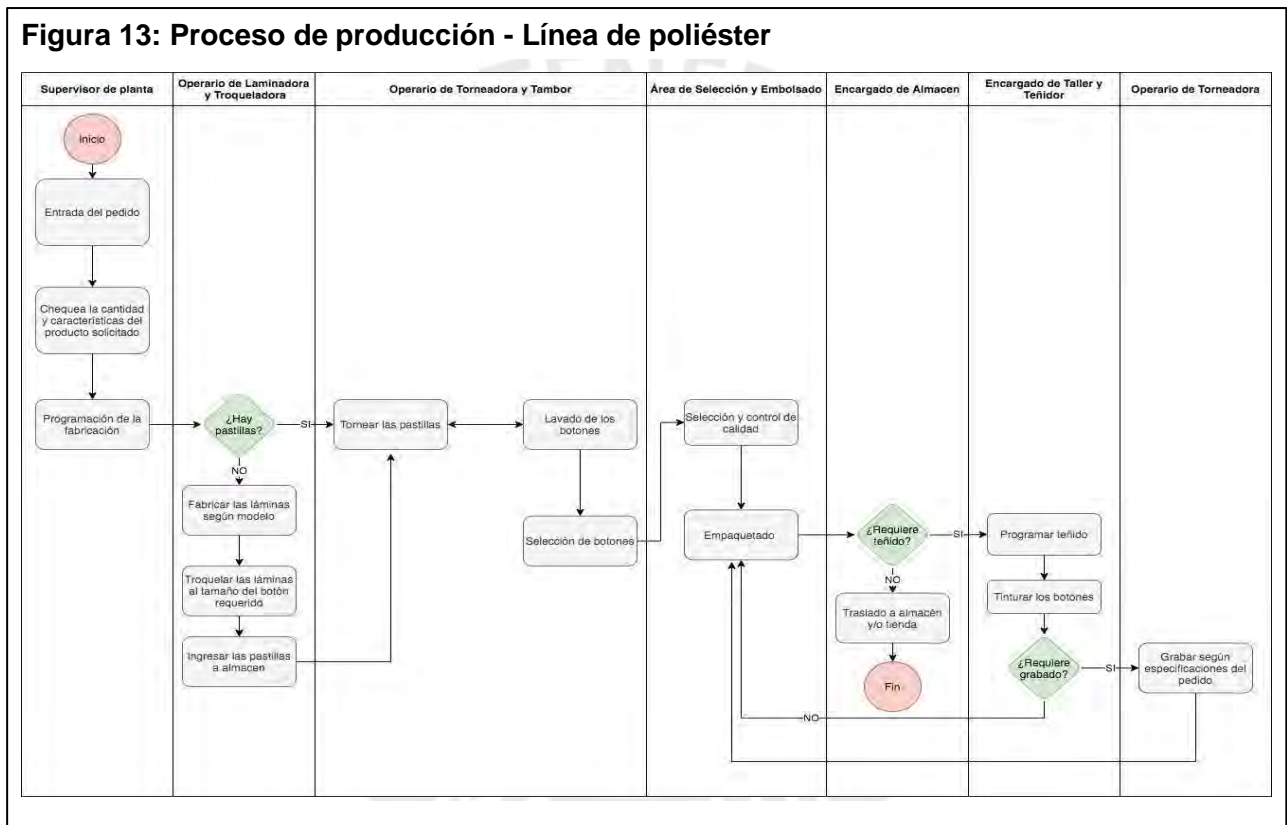 Figura 13: Proceso de producción - Línea de poliéster
Supervisor de planta
Operario de Laminadora
y Troqueladora
Operario de Torneadora y Tambor
Área de Selección y Embolsado
Encargado de Almacen
Encargado de Taller y
Teñidor
Operario de Torneadora
Inicio
Entrada del pedido
Chequea la cantidad
y características del
producto solicitado
Programación de la
fabricación
¿Hay
pastillas?
SI
NO
Fabricar las láminas
según modelo
Troquelar las láminas
al tamaño del botón
requerido
Ingresar las pastillas
a almacen
Tornear las pastillas
Lavado de los
botones
Selección de botones
Selección y control de
calidad
Empaquetado
¿Requiere
teñido?
SI
NO
Traslado a almacén
y/o tienda
Fin
Programar teñido
Tinturar los botones
¿Requiere
grabado?
SI
NO
Grabar según
especificaciones del
pedido